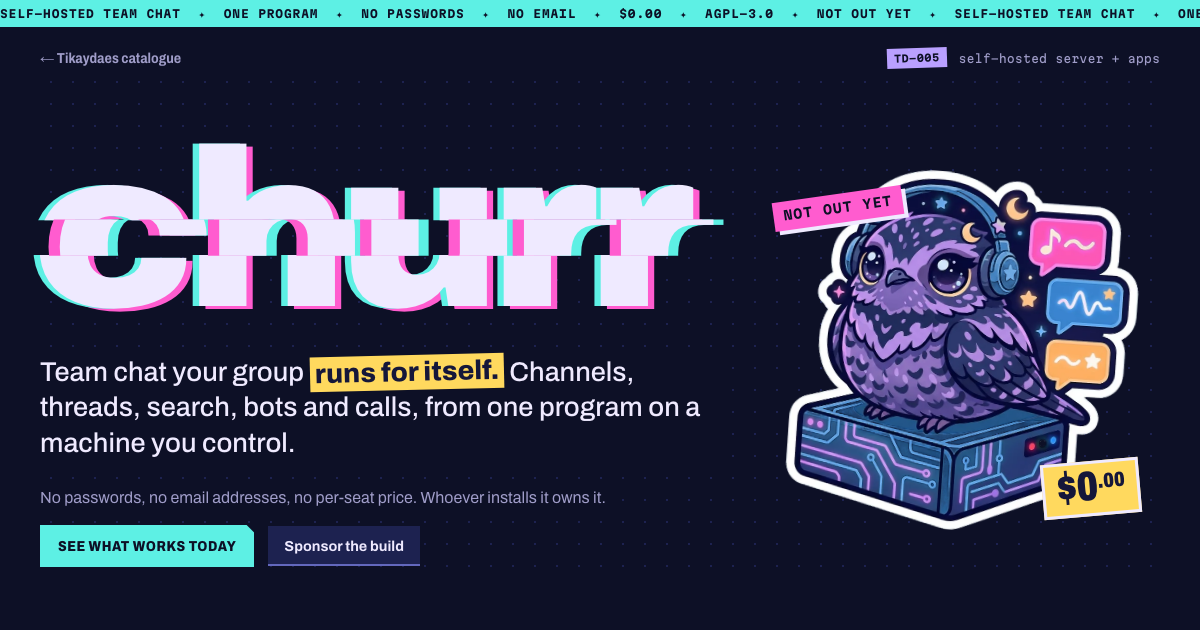 SELF-HOSTED TEAM CHAT ✦ ONE PROGRAM ✦ NO PASSWORDS ✦ NO EMAIL ✦ $0.00 ✦ AGPL-3.0 ✦ NOT OUT YET ✦ SELF-HOSTED TEAM CHAT ✦ ONE
← Tikaydaes catalogue
TD-005 self-hosted server + apps
churr
NOT OUT YET
Team chat your group runs for itself. Channels,
threads, search, bots and calls, from one program on a
machine you control.
$0.00
No passwords, no email addresses, no per-seat price. Whoever installs it owns it.
SEE WHAT WORKS TODAY
Sponsor the build